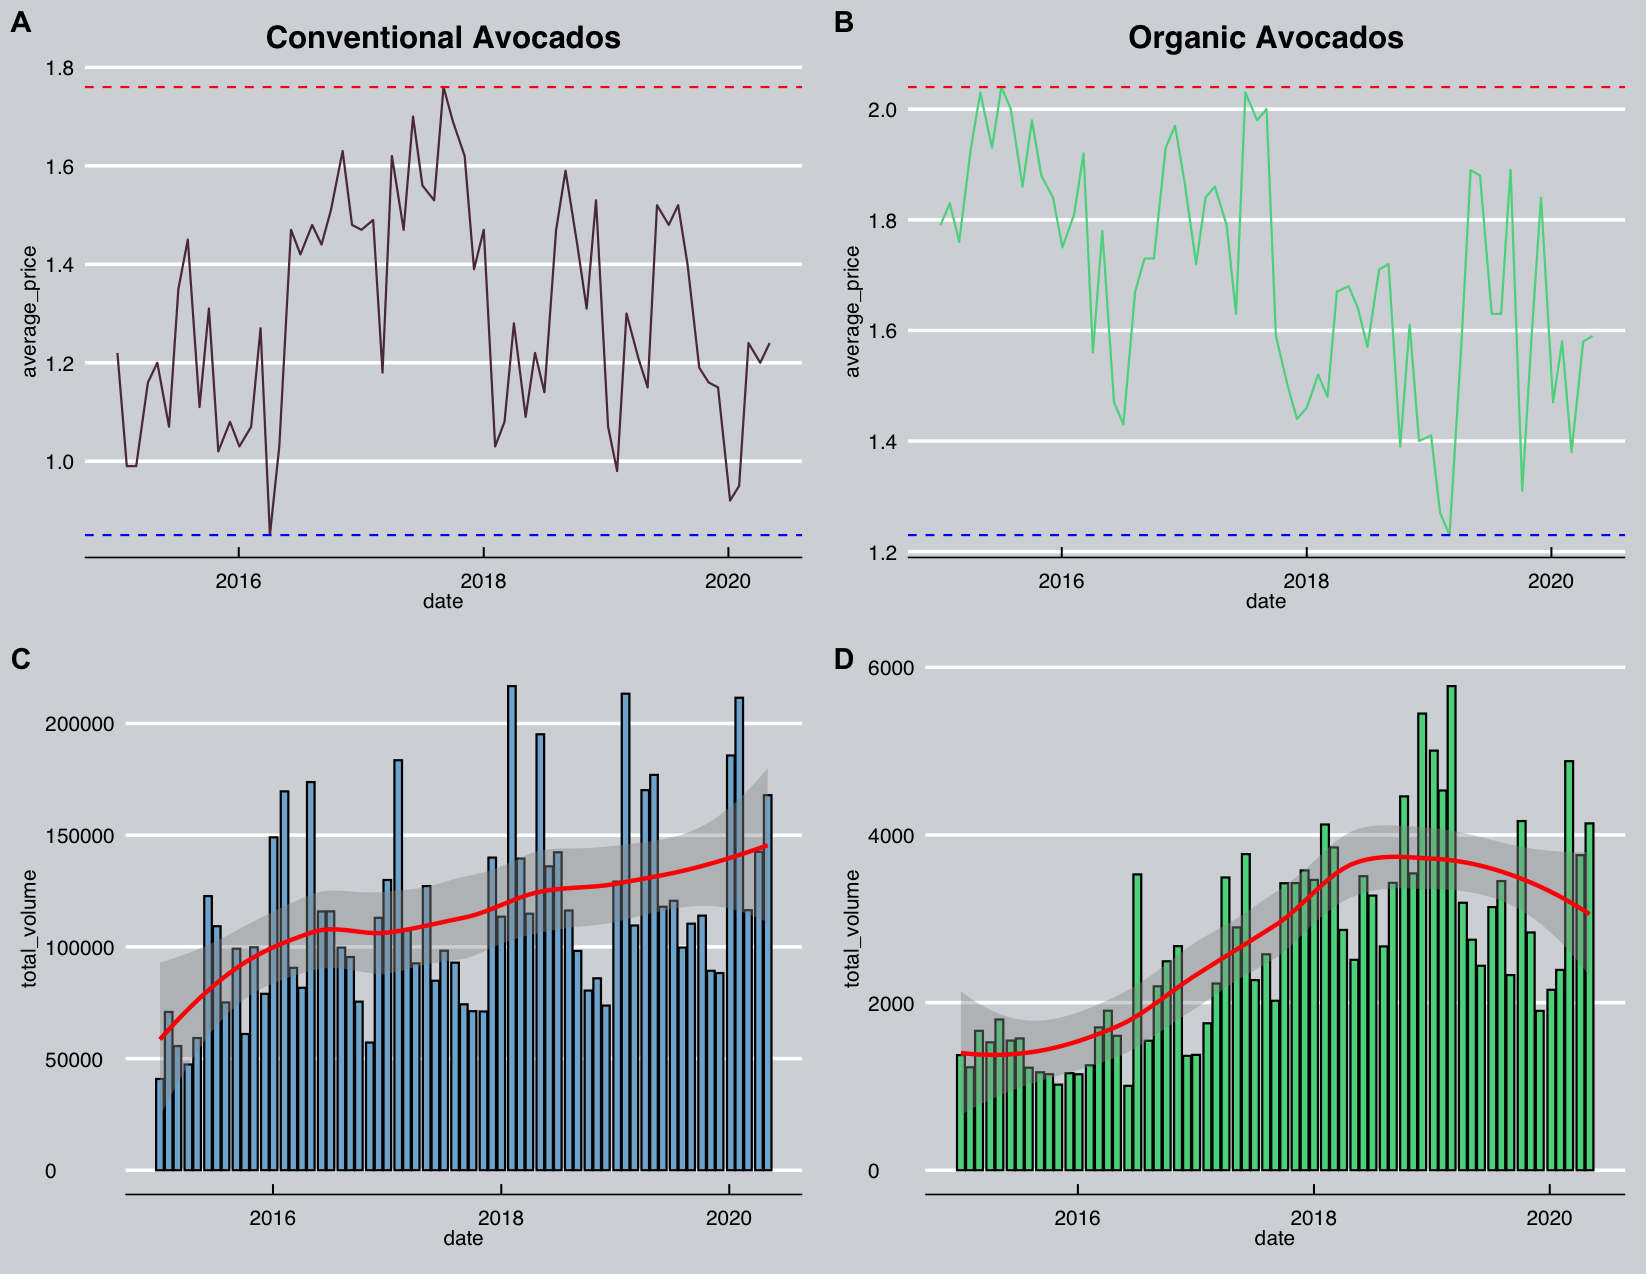 A
Conventional Avocados
1.8
1.6
1.4
1.2
1.0
average_price
2016
2018
2020
date
B
Organic Avocados
2.0
1.8
1.6
1.4
1.2
average_price
2016
2018
2020
date
C
200000
150000
100000
50000
0
total_volume
2016
2018
2020
date
D
6000
4000
2000
0
total_volume
2016
2018
2020
date